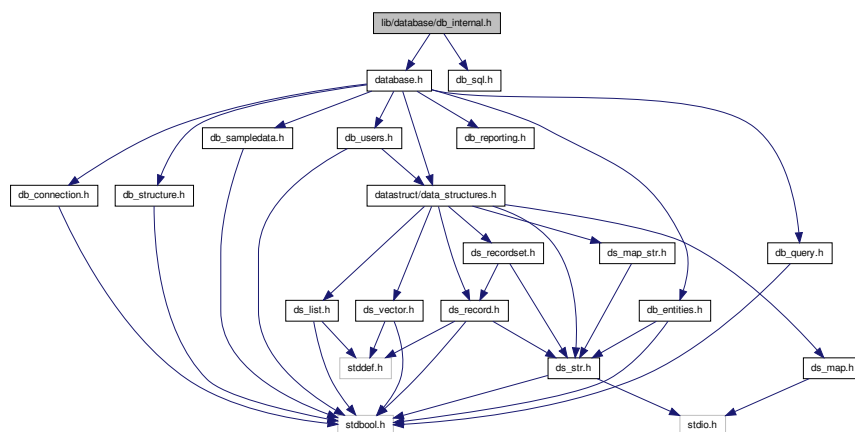 lib/database/db_internal.h
database.h
db_sql.h
db_sampledata.h
db_users.h
db_reporting.h
db_connection.h
db_structure.h
datastruct/data_structures.h
ds_recordset.h
ds_map_str.h
db_query.h
ds_list.h
ds_vector.h
ds_record.h
db_entities.h
stddef.h
ds_str.h
ds_map.h
stdbool.h
stdio.h